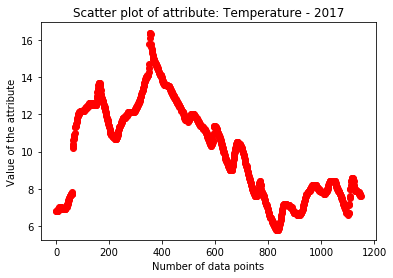 Scatter plot of attribute: Temperature - 2017
Value of the attribute
16
14
12
10
8
6
0 200 400 600 800 1000 1200
Number of data points